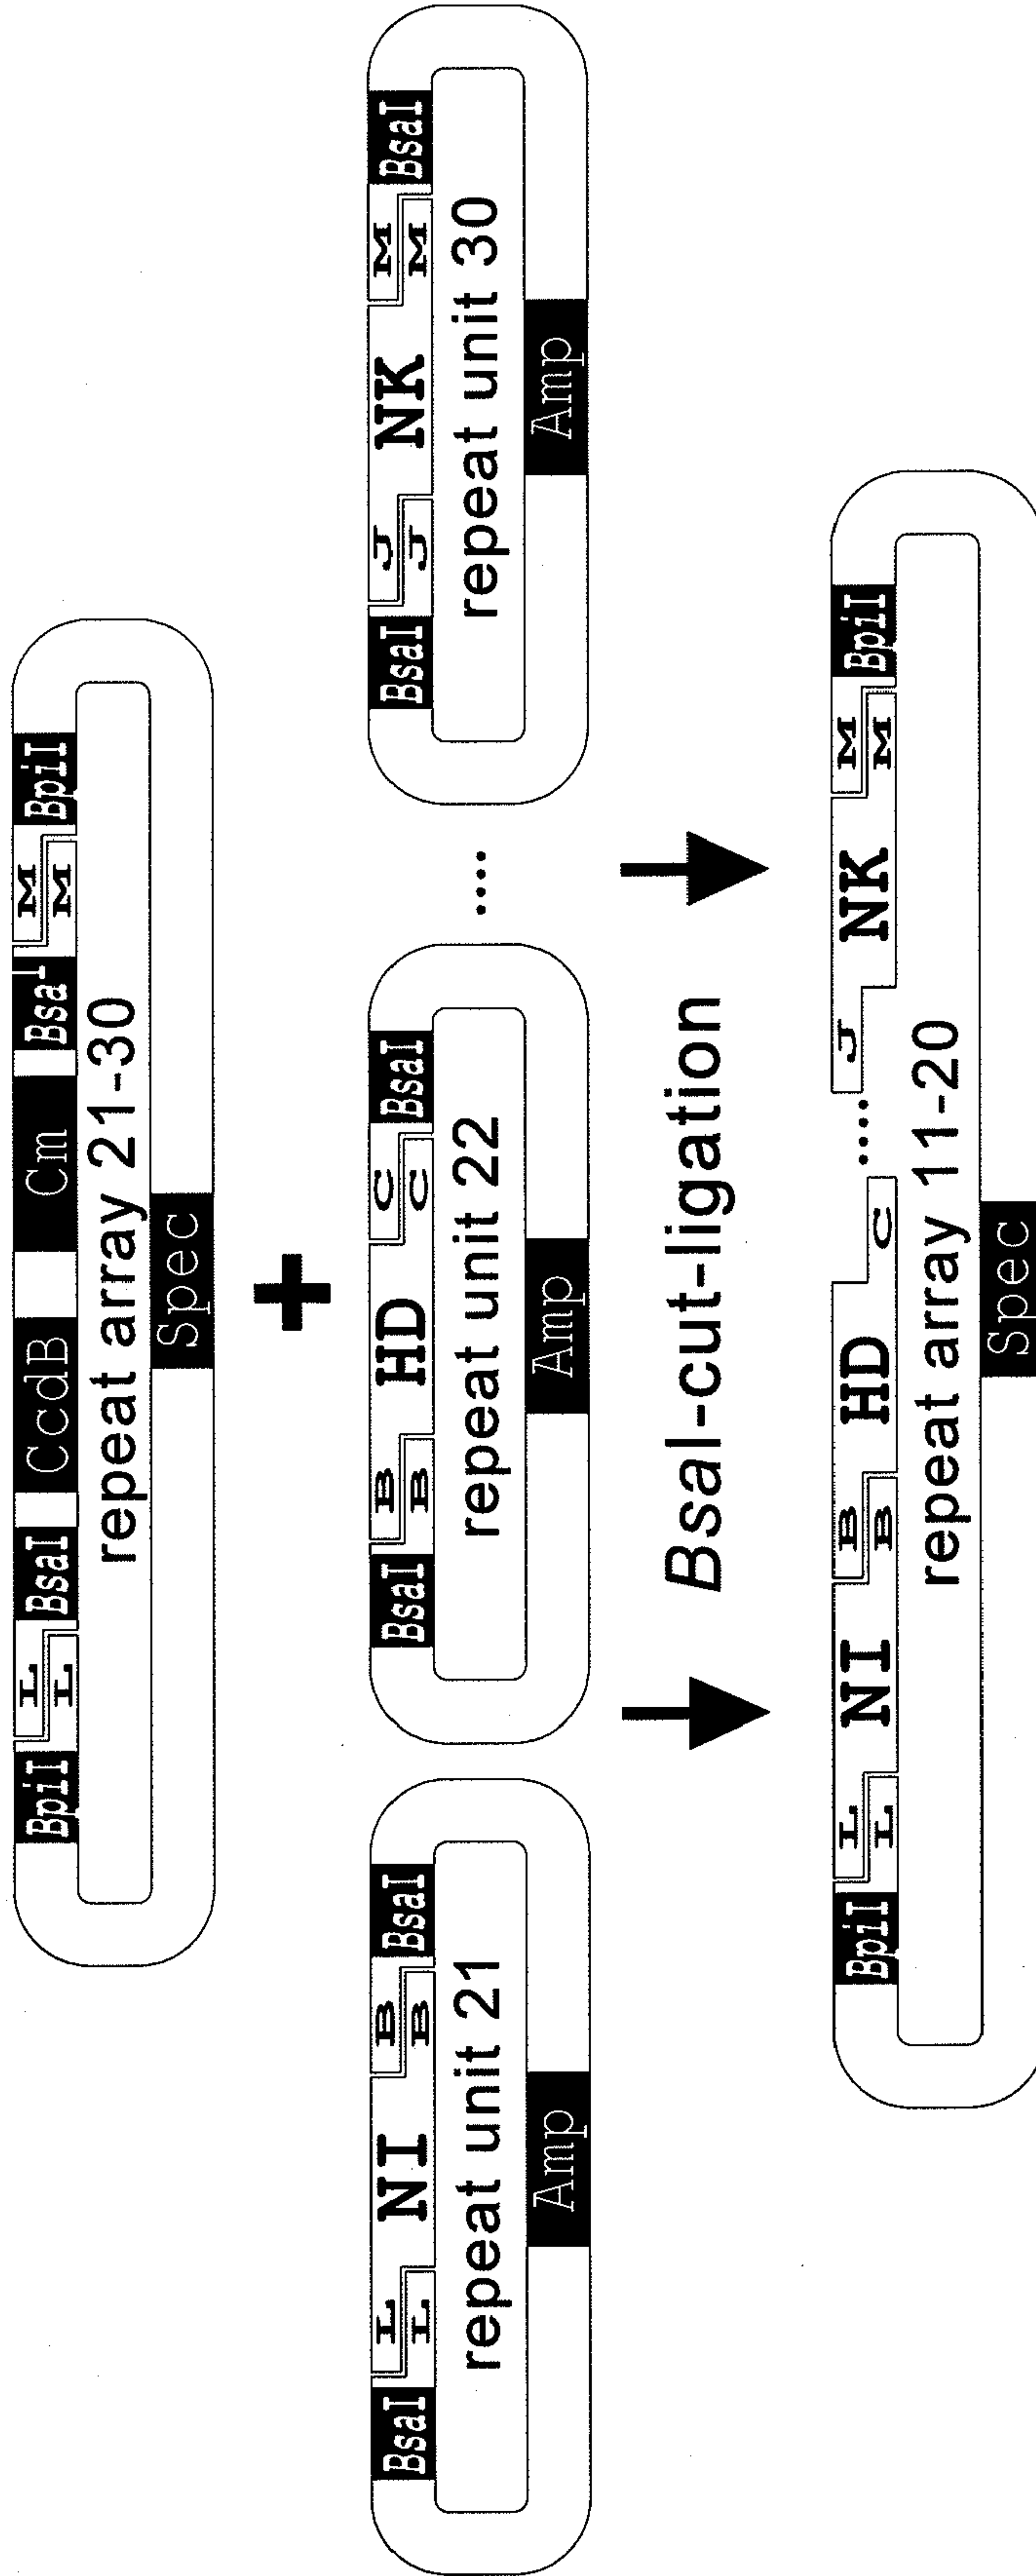 BpiI L L BsaI CcdB Cm BsaI M M BpiI
repeat array 21-30
Spec
+
BsaI L L NI B B BsaI
repeat unit 21
Amp
BsaI B B HD C C BsaI
repeat unit 22
Amp
....
BsaI J J NK M M BsaI
repeat unit 30
Amp
BsaI-cut-ligation
BpiI L L NI B B HD C ..... J NK M M BpiI
repeat array 11-20
Spec